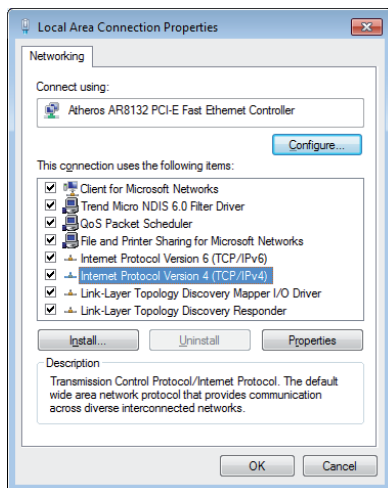 Local Area Connection Properties
Networking
Connect using:
Atheros AR8132 PCI-E Fast Ethernet Controller
Configure...
This connection uses the following items:
Client for Microsoft Networks
Trend Micro NDIS 6.0 Filter Driver
QoS Packet Scheduler
File and Printer Sharing for Microsoft Networks
Internet Protocol Version 6 (TCP/IPv6)
Internet Protocol Version 4 (TCP/IPv4)
Link-Layer Topology Discovery Mapper I/O Driver
Link-Layer Topology Discovery Responder
Install... Uninstall Properties
Description
Transmission Control Protocol/Internet Protocol. The default
wide area network protocol that provides communication
across diverse interconnected networks.
OK Cancel